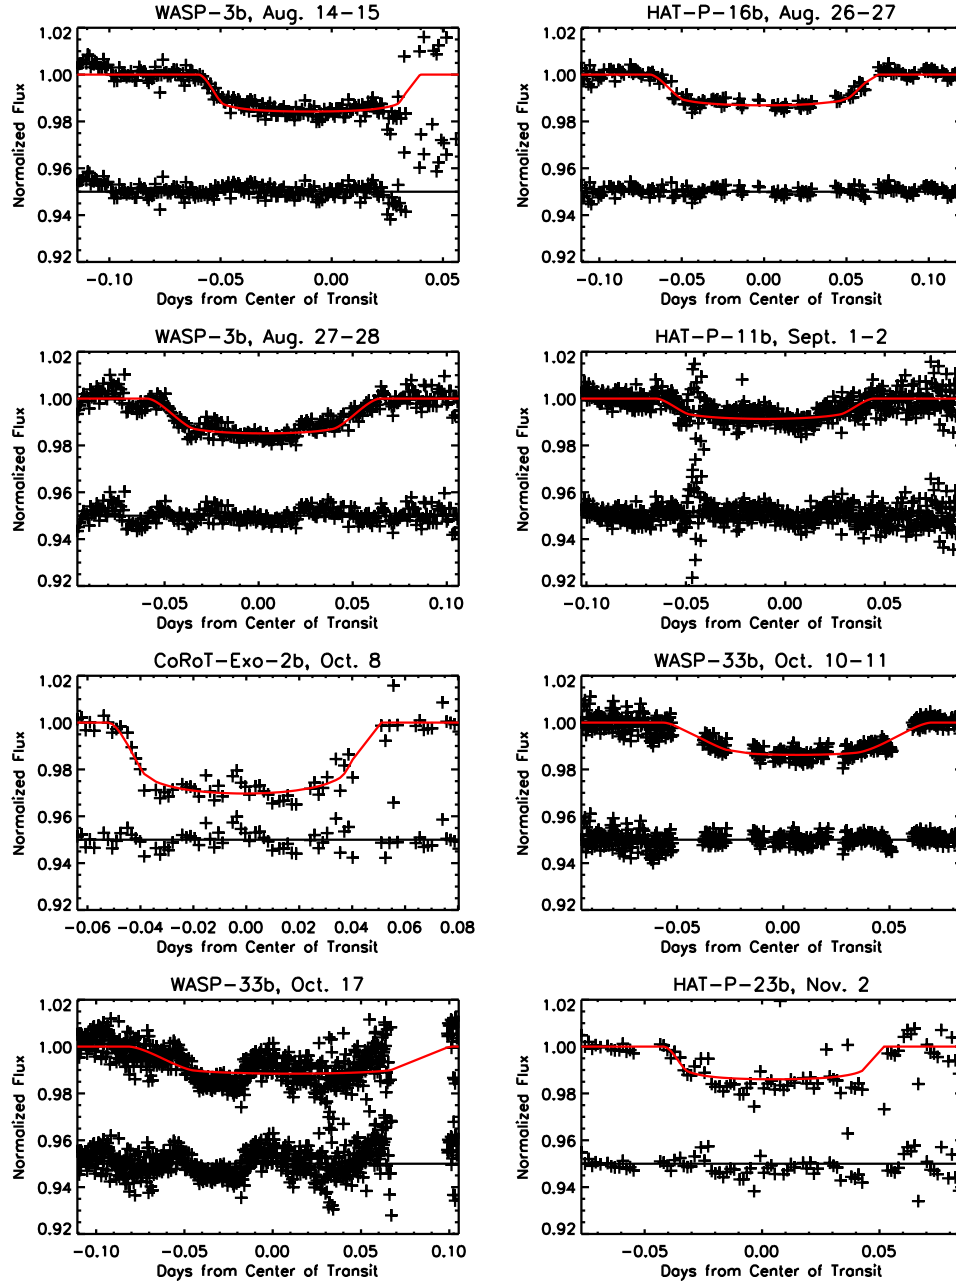 WASP-3b, Aug. 14-15
Normalized Flux
1.02
1.00
0.98
0.96
0.94
0.92
-0.10 -0.05 0.00 0.05
Days from Center of Transit
HAT-P-16b, Aug. 26-27
Normalized Flux
1.02
1.00
0.98
0.96
0.94
0.92
-0.10 -0.05 0.00 0.05 0.10
Days from Center of Transit
WASP-3b, Aug. 27-28
Normalized Flux
1.02
1.00
0.98
0.96
0.94
0.92
-0.05 0.00 0.05 0.10
Days from Center of Transit
HAT-P-11b, Sept. 1-2
Normalized Flux
1.02
1.00
0.98
0.96
0.94
0.92
-0.10 -0.05 0.00 0.05
Days from Center of Transit
CoRoT-Exo-2b, Oct. 8
Normalized Flux
1.02
1.00
0.98
0.96
0.94
0.92
-0.06 -0.04 -0.02 0.00 0.02 0.04 0.06 0.08
Days from Center of Transit
WASP-33b, Oct. 10-11
Normalized Flux
1.02
1.00
0.98
0.96
0.94
0.92
-0.05 0.00 0.05
Days from Center of Transit
WASP-33b, Oct. 17
Normalized Flux
1.02
1.00
0.98
0.96
0.94
0.92
-0.10 -0.05 0.00 0.05 0.10
Days from Center of Transit
HAT-P-23b, Nov. 2
Normalized Flux
1.02
1.00
0.98
0.96
0.94
0.92
-0.05 0.00 0.05
Days from Center of Transit